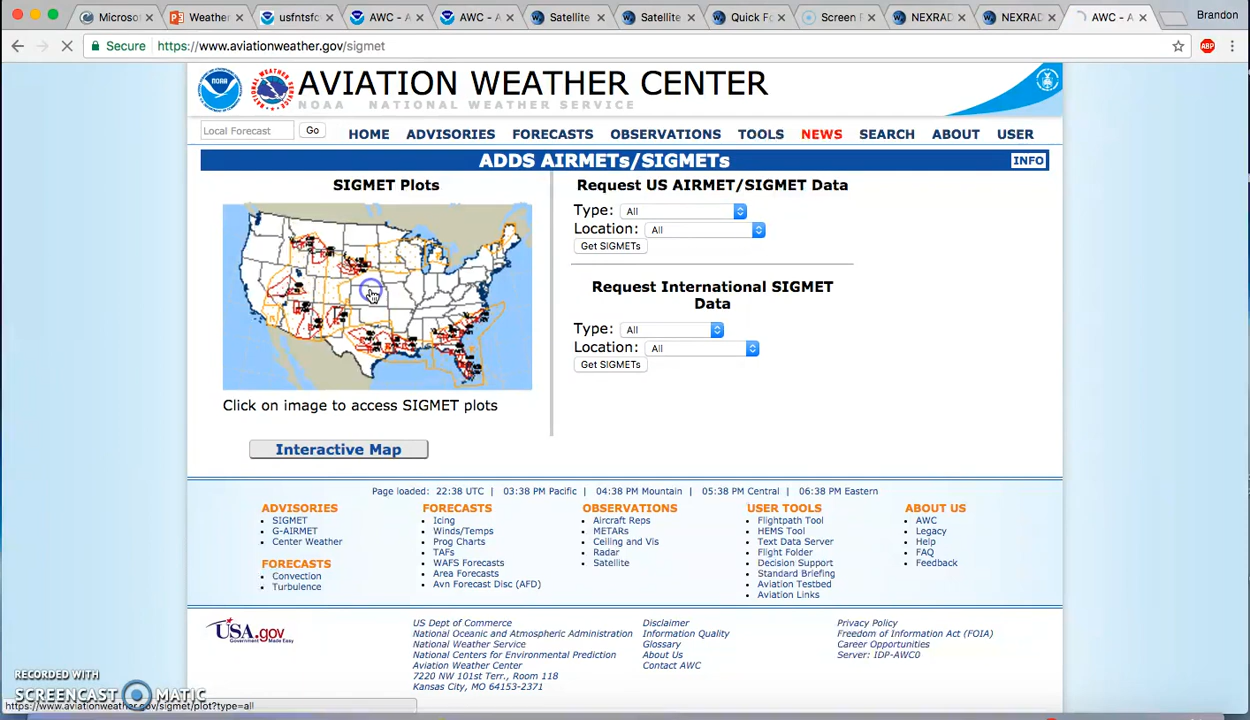 Microsof
Weather
usfntsfc
AWC - A
AWC - A
Satellite
Satellite
Quick Fo
Screen R
NEXRAD
NEXRAD
AWC - A
Brandon
Secure
https://www.aviationweather.gov/sigmet
ABP
NOAA
AVIATION WEATHER CENTER
NOAA NATIONAL WEATHER SERVICE
Local Forecast
Go
HOME
ADVISORIES
FORECASTS
OBSERVATIONS
TOOLS
NEWS
SEARCH
ABOUT
USER
ADDS AIRMETs/SIGMETs
INFO
SIGMET Plots
Click on image to access SIGMET plots
Interactive Map
Request US AIRMET/SIGMET Data
Type: All
Location: All
Get SIGMETs
Request International SIGMET
Data
Type: All
Location: All
Get SIGMETs
Page loaded: 22:38 UTC | 03:38 PM Pacific | 04:38 PM Mountain | 05:38 PM Central | 06:38 PM Eastern
ADVISORIES
SIGMET
G-AIRMET
Center Weather
FORECASTS
Convection
Turbulence
FORECASTS
Icing
Winds/Temps
Prog Charts
TAFs
WAFS Forecasts
Area Forecasts
Avn Forecast Disc (AFD)
OBSERVATIONS
Aircraft Reps
METARs
Ceiling and Vis
Radar
Satellite
USER TOOLS
Flightpath Tool
HEMS Tool
Text Data Server
Flight Folder
Decision Support
Standard Briefing
Aviation Testbed
Aviation Links
ABOUT US
AWC
Legacy
Help
FAQ
Feedback
USA.gov
Government Made Easy
US Dept of Commerce
National Oceanic and Atmospheric Administration
National Weather Service
National Centers for Environmental Prediction
Aviation Weather Center
7220 NW 101st Terr., Room 118
Kansas City, MO 64153-2371
Disclaimer
Information Quality
Glossary
About Us
Contact AWC
Privacy Policy
Freedom of Information Act (FOIA)
Career Opportunities
Server: IDP-AWC0
RECORDED WITH
SCREENCAST MATIC
https://www.aviationweather.gov/sigmet/plot?type=all